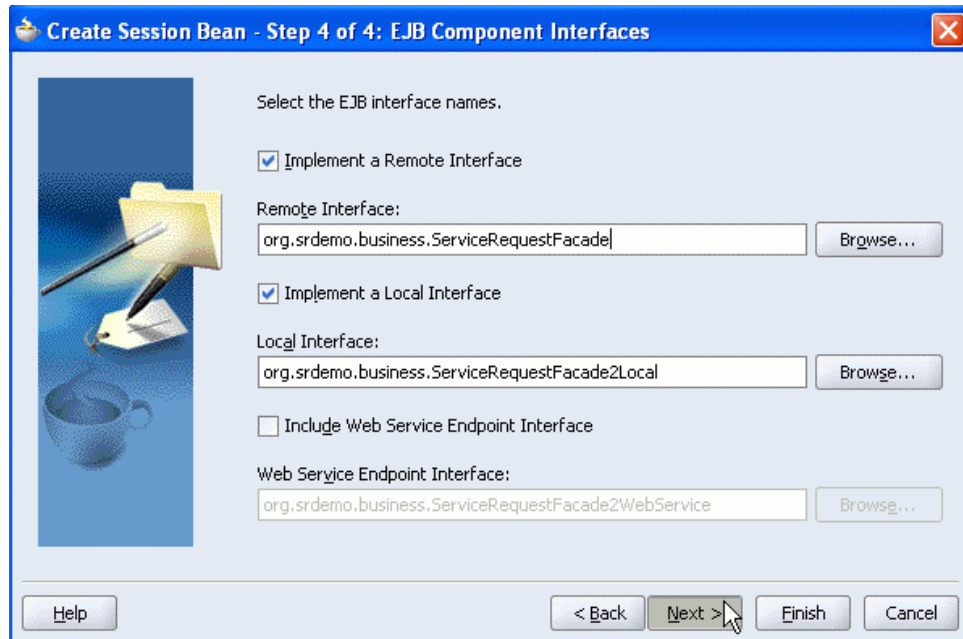 Create Session Bean - Step 4 of 4: EJB Component Interfaces
Select the EJB interface names.
Implement a Remote Interface
Remote Interface:
org.srdemo.business.ServiceRequestFacade
Browse...
Implement a Local Interface
Local Interface:
org.srdemo.business.ServiceRequestFacade2Local
Browse...
Include Web Service Endpoint Interface
Web Service Endpoint Interface:
org.srdemo.business.ServiceRequestFacade2WebService
Browse...
Help
< Back
Next >
Finish
Cancel